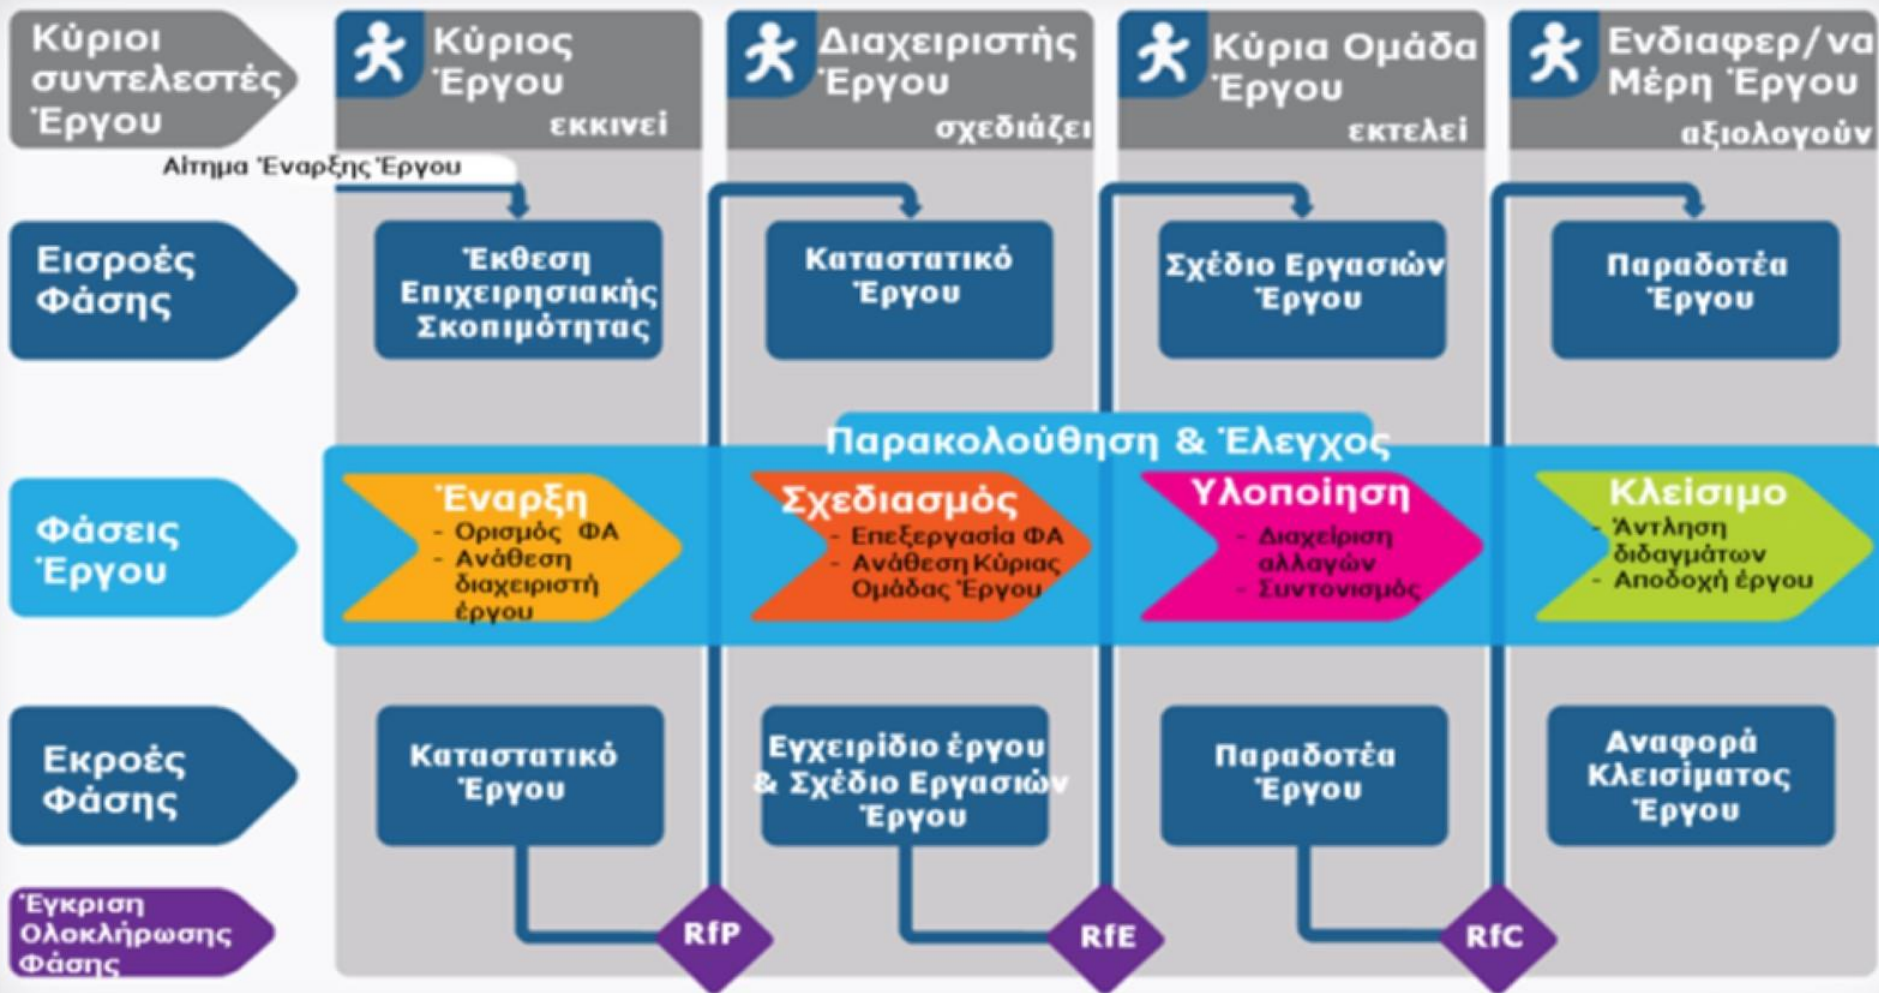 Κύριοι
συντελεστές
Έργου
Κύριος
Έργου
εκκινεί
Διαχειριστής
Έργου
σχεδιάζει
Κύρια Ομάδα
Έργου
εκτελεί
Ενδιαφερ/να
Μέρη Έργου
αξιολογούν
Αίτημα Έναρξης Έργου
Εισροές
Φάσης
Έκθεση
Επιχειρησιακής
Σκοπιμότητας
Καταστατικό
Έργου
Σχέδιο Εργασιών
Έργου
Παραδοτέα
Έργου
Παρακολούθηση & Έλεγχος
Φάσεις
Έργου
Έναρξη
- Ορισμός ΦΑ
- Ανάθεση
διαχειριστή
έργου
Σχεδιασμός
- Επεξεργασία ΦΑ
- Ανάθεση Κύριας
Ομάδας Έργου
Υλοποίηση
- Διαχείριση
αλλαγών
- Συντονισμός
Κλείσιμο
- Άντληση
διδαγμάτων
- Αποδοχή έργου
Εκροές
Φάσης
Καταστατικό
Έργου
Εγχειρίδιο έργου
& Σχέδιο Εργασιών
Έργου
Παραδοτέα
Έργου
Αναφορά
Κλεισίματος
Έργου
Έγκριση
Ολοκλήρωσης
Φάσης
RfP
RfE
RfC